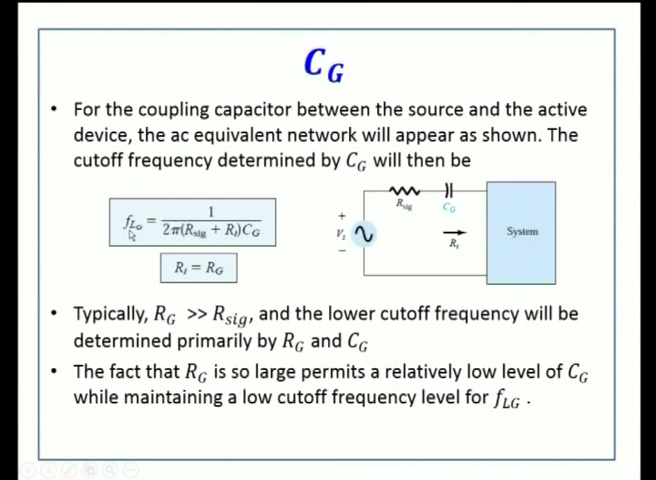 C_G
• For the coupling capacitor between the source and the active
device, the ac equivalent network will appear as shown. The
cutoff frequency determined by C_G will then be
f_{L_G} = 1 / 2π(R_sig + R_i)C_G
R_i = R_G
R_sig
C_G
+
V_s
−
R_i
System
• Typically, R_G >> R_sig, and the lower cutoff frequency will be
determined primarily by R_G and C_G
• The fact that R_G is so large permits a relatively low level of C_G
while maintaining a low cutoff frequency level for f_LG .